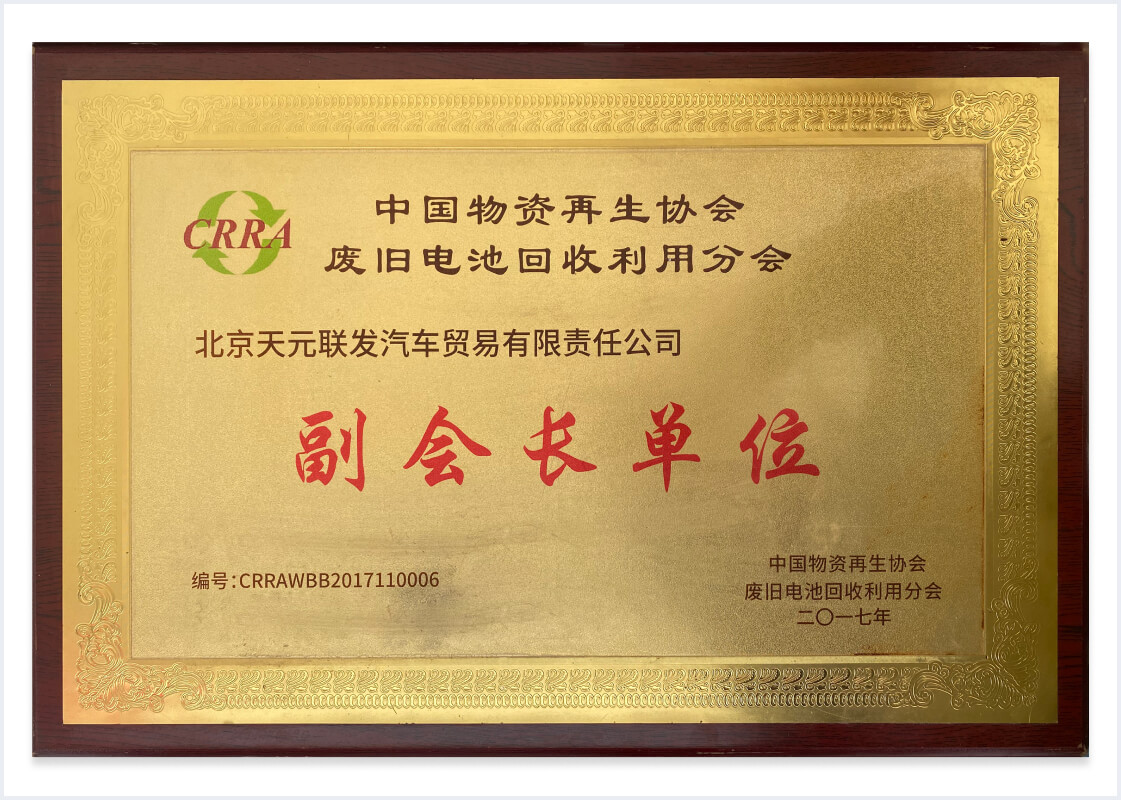 CRRA
中国物资再生协会
废旧电池回收利用分会
北京天元联发汽车贸易有限责任公司
副会长单位
编号:CRRAWBB2017110006
中国物资再生协会
废旧电池回收利用分会
二〇一七年